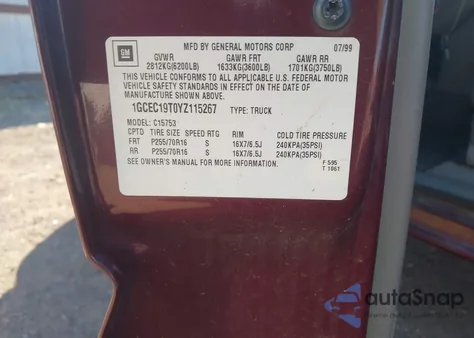 GM
MFD BY GENERAL MOTORS CORP 07/99
GVWR GAWR FRT GAWR RR
2812KG(6200LB) 1633KG(3600LB) 1701KG(3750LB)
THIS VEHICLE CONFORMS TO ALL APPLICABLE U.S. FEDERAL MOTOR
VEHICLE SAFETY STANDARDS IN EFFECT ON THE DATE OF
MANUFACTURE SHOWN ABOVE.
1GCEC19T0YZ115267 TYPE: TRUCK
MODEL: C15753
CPTD TIRE SIZE SPEED RTG RIM COLD TIRE PRESSURE
FRT P255/70R16 S 16X7/6.5J 240KPA(35PSI)
RR P255/70R16 S 16X7/6.5J 240KPA(35PSI)
SEE OWNER'S MANUAL FOR MORE INFORMATION.
F 595
T 1061
autoSnap